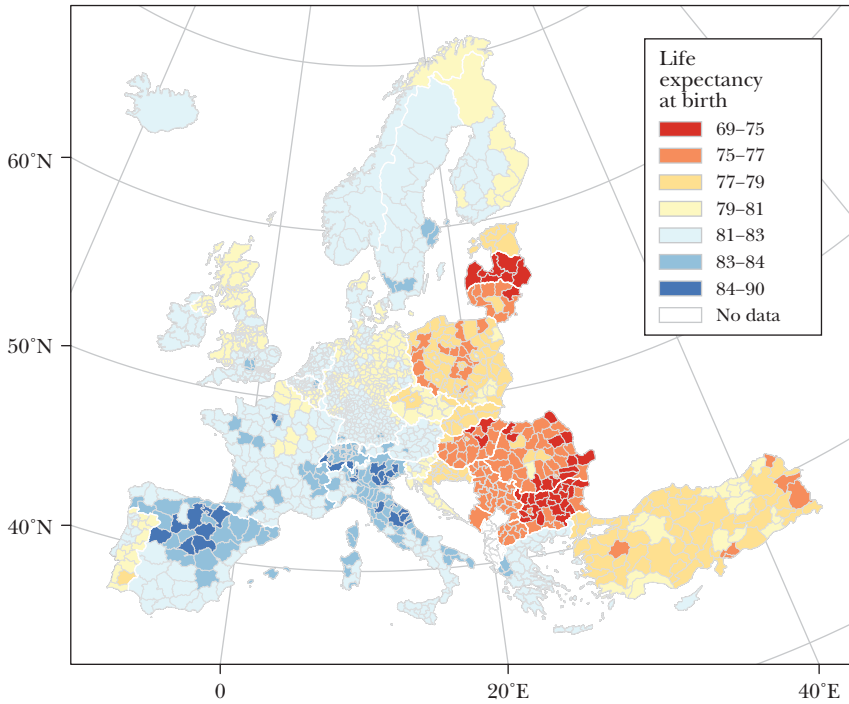 Life
expectancy
at birth
69–75
75–77
77–79
79–81
81–83
83–84
84–90
No data
60˚N
50˚N
40˚N
0
20˚E
40˚E